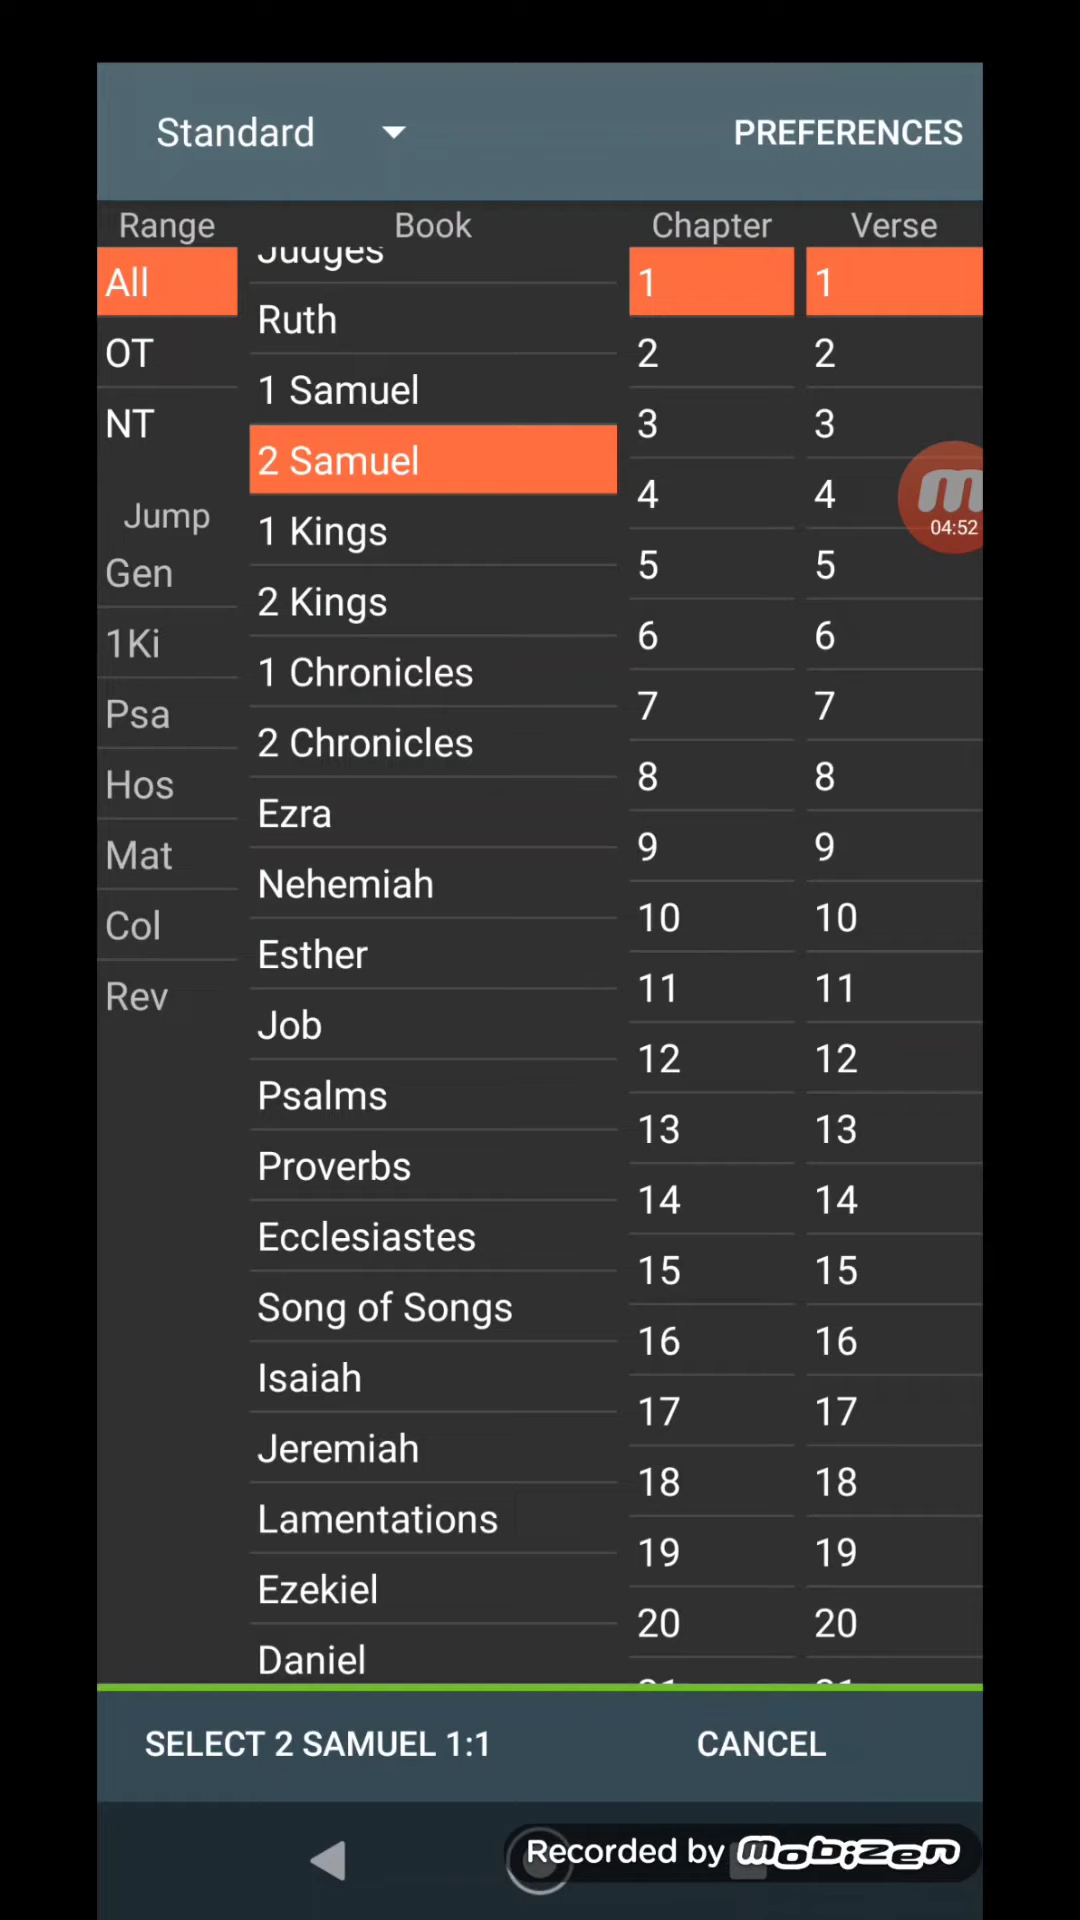 Standard
PREFERENCES
Range
Book
Chapter
Verse
All
OT
NT
Jump
Gen
1Ki
Psa
Hos
Mat
Col
Rev
Judges
Ruth
1 Samuel
2 Samuel
1 Kings
2 Kings
1 Chronicles
2 Chronicles
Ezra
Nehemiah
Esther
Job
Psalms
Proverbs
Ecclesiastes
Song of Songs
Isaiah
Jeremiah
Lamentations
Ezekiel
Daniel
1
2
3
4
5
6
7
8
9
10
11
12
13
14
15
16
17
18
19
20
1
2
3
4
5
6
7
8
9
10
11
12
13
14
15
16
17
18
19
20
04:52
SELECT 2 SAMUEL 1:1
CANCEL
Recorded by mobizen